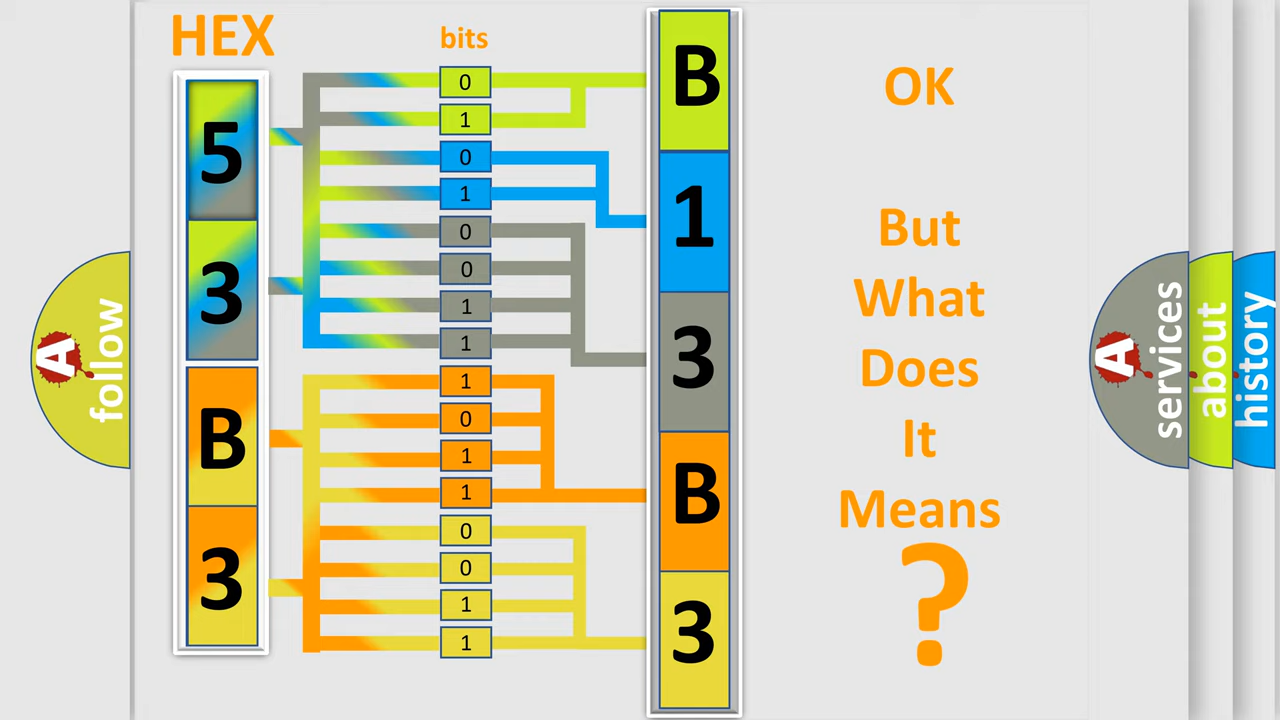 HEX
bits
5
3
B
3
0
1
0
1
0
0
1
1
1
0
1
1
0
0
1
1
B
1
3
B
3
OK
But
What
Does
It
Means
?
A
follow
A
services
about
history